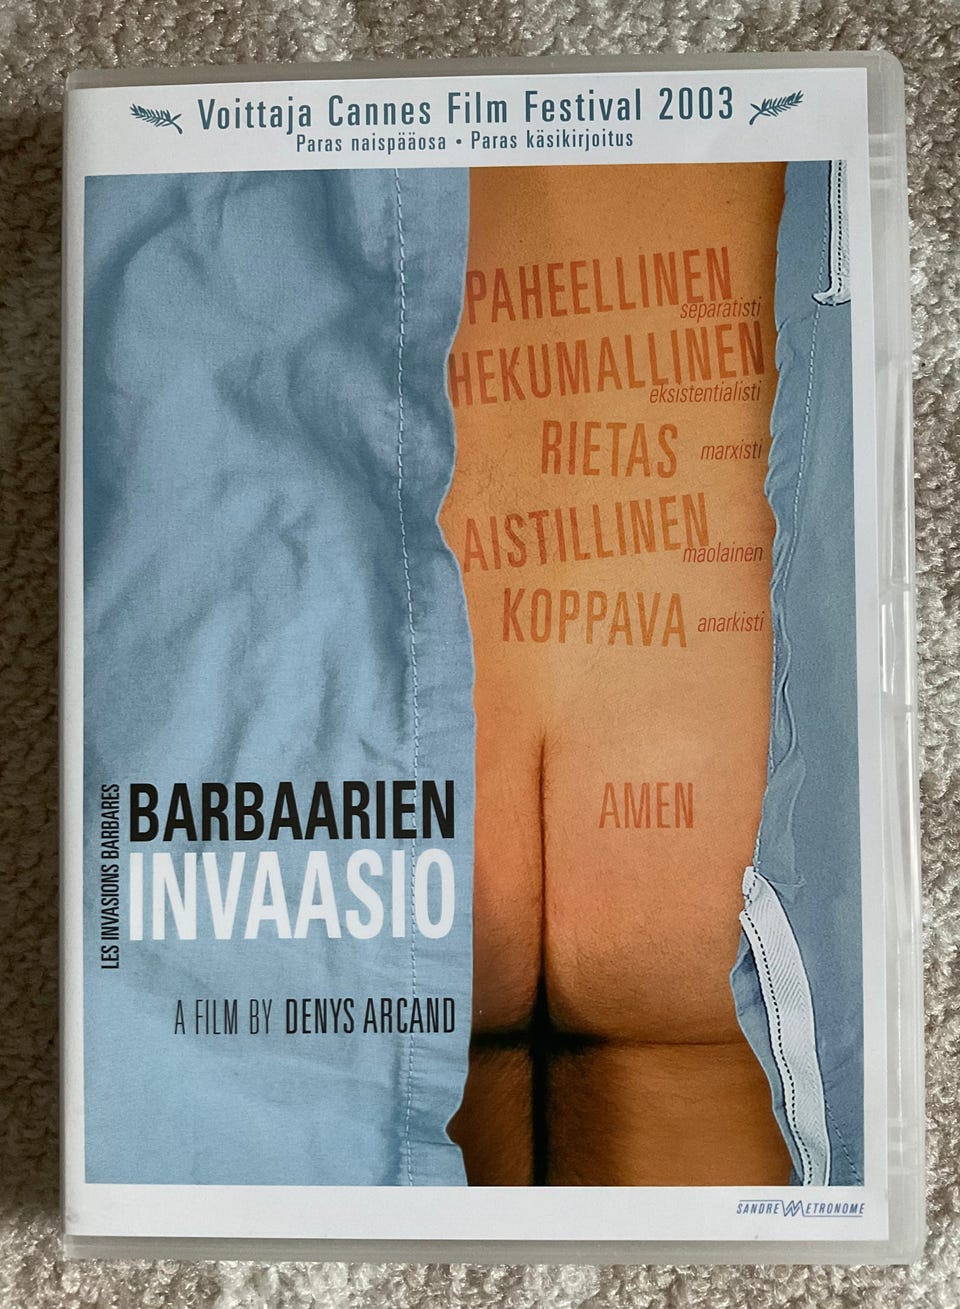 Voittaja Cannes Film Festival 2003
Paras naispääosa • Paras käsikirjoitus
PAHEELLINEN
separatisti
HEKUMALLINEN
eksistentialisti
RIETAS marxisti
AISTILLINEN
maolainen
KOPPAVA anarkisti
AMEN
LES INVASIONS BARBARES
BARBAARIEN
INVAASIO
A FILM BY DENYS ARCAND
SANDREW METRONOME